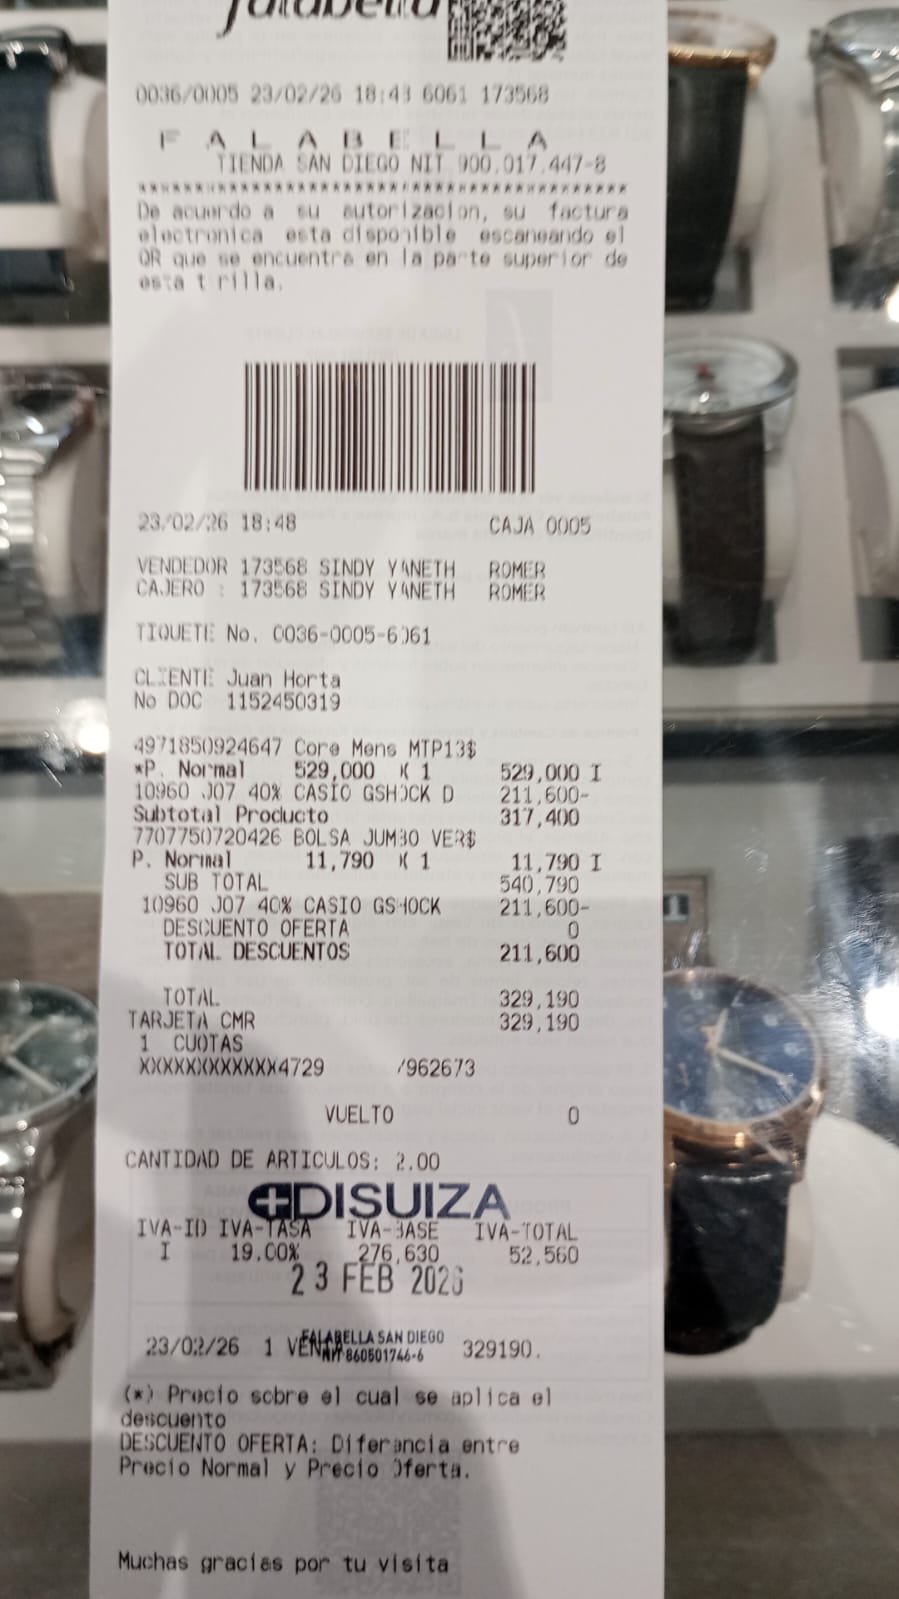 falabella
0036/0005 23/02/26 18:48 6061 173568
F A L A B E L L A
TIENDA SAN DIEGO NIT 900.017.447-8
De acuerdo a su autorizacion, su factura
electronica esta disponible escaneando el
QR que se encuentra en la parte superior de
esta t rilla.
23/02/26 18:48 CAJA 0005
VENDEDOR 173568 SINDY YANETH ROMER
CAJERO : 173568 SINDY YANETH ROMER
TIQUETE No. 0036-0005-6061
CLIENTE Juan Horta
No DOC 1152450319
4971850924647 Core Mens MTP13$
*P. Normal 529,000 X 1 529,000 I
10960 J07 40% CASIO GSHOCK D 211,600-
Subtotal Producto 317,400
7707750720426 BOLSA JUMBO VER$
P. Normal 11,790 X 1 11,790 I
SUB TOTAL 540,790
10960 J07 40% CASIO GSHOCK 211,600-
DESCUENTO OFERTA 0
TOTAL DESCUENTOS 211,600
TOTAL 329,190
TARJETA CMR 329,190
1 CUOTAS
XXXXXXXXXXXX4729 /962673
VUELTO 0
CANTIDAD DE ARTICULOS: 2.00
DISUIZA
IVA-ID IVA-TASA IVA-BASE IVA-TOTAL
I 19.00% 276,630 52,560
23 FEB 2026
FALABELLA SAN DIEGO
23/02/26 1 VENTA 329190.
NIT 860501746-6
(*) Precio sobre el cual se aplica el
descuento
DESCUENTO OFERTA: Diferencia entre
Precio Normal y Precio Oferta.
Muchas gracias por tu visita